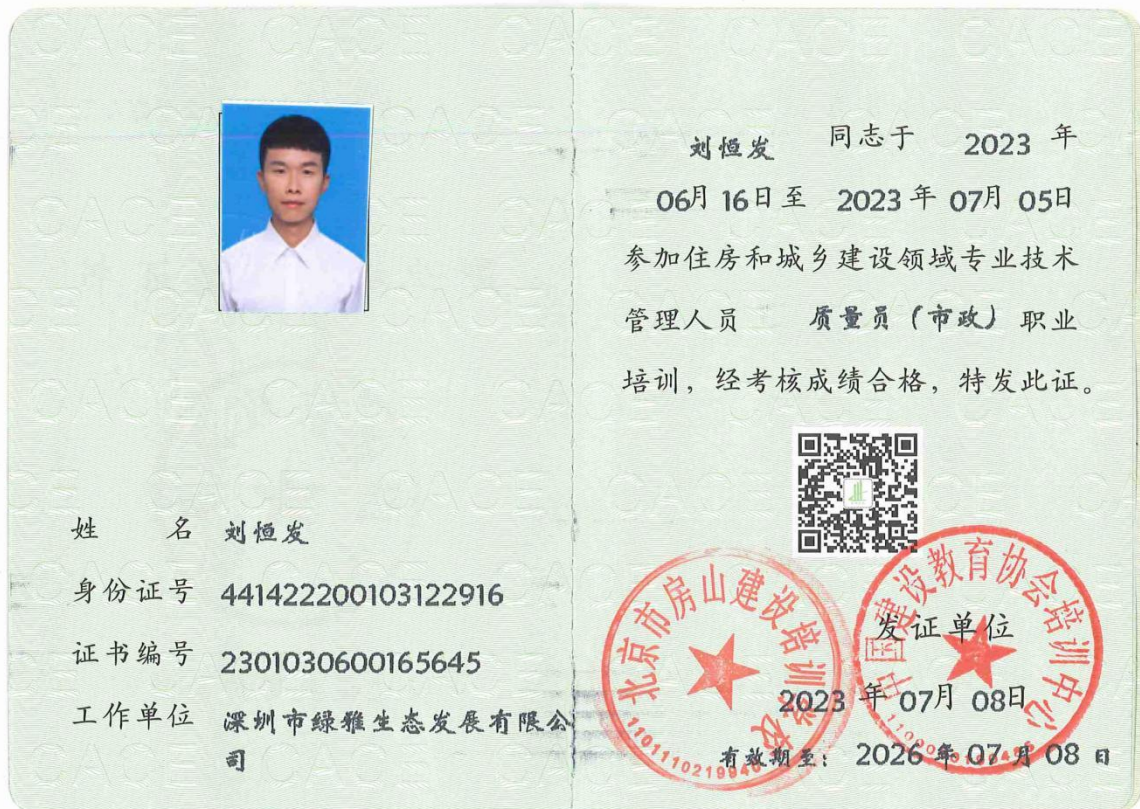 姓 名 刘恒发
身份证号 441422200103122916
证书编号 2301030600165645
工作单位 深圳市绿雅生态发展有限公
司
刘恒发 同志于 2023 年
06月 16日至 2023 年 07月 05日
参加住房和城乡建设领域专业技术
管理人员 质量员（市政） 职业
培训，经考核成绩合格，特发此证。
北京市房山建设培训学校
中国建设教育协会培训中心
发证单位
2023 年 07月 08日
有效期至： 2026 年 07 月 08 日
CACE